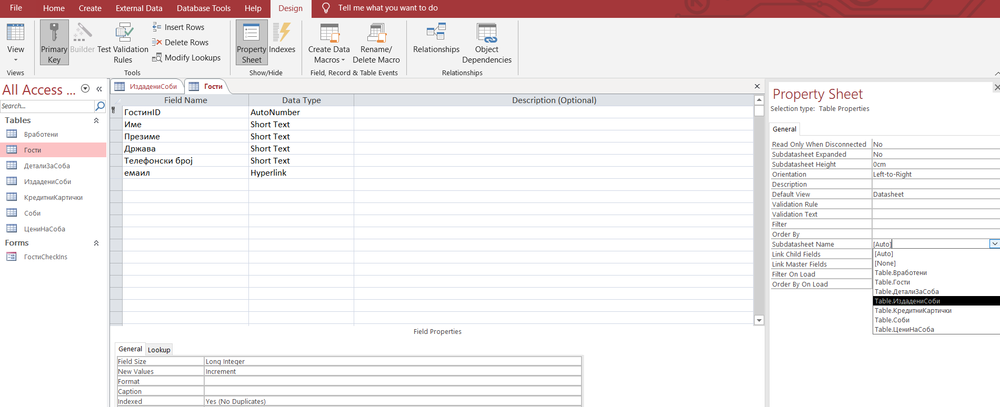 File Home Create External Data Database Tools Help Design Tell me what you want to do
View
Views
Primary Key
Builder
Test Validation Rules
Insert Rows
Delete Rows
Modify Lookups
Tools
Property Sheet
Indexes
Show/Hide
Create Data Macros
Rename/ Delete Macro
Field, Record & Table Events
Relationships
Object Dependencies
Relationships
All Access ...
Search...
Tables
Вработени
Гости
ДеталиЗаСоба
ИздадениСоби
КредитниКартички
Соби
ЦениНаСоба
Forms
ГостиCheckIns
ИздадениСоби Гости
Field Name Data Type Description (Optional)
ГостинID AutoNumber
Име Short Text
Презиме Short Text
Држава Short Text
Телефонски број Short Text
емаил Hyperlink
Field Properties
General Lookup
Field Size Long Integer
New Values Increment
Format
Caption
Indexed Yes (No Duplicates)
Property Sheet
Selection type: Table Properties
General
Read Only When Disconnected No
Subdatasheet Expanded No
Subdatasheet Height 0cm
Orientation Left-to-Right
Description
Default View Datasheet
Validation Rule
Validation Text
Filter
Order By
Subdatasheet Name [Auto]
Link Child Fields
Link Master Fields
Filter On Load
Order By On Load
[Auto]
[None]
Table.Вработени
Table.Гости
Table.ДеталиЗаСоба
Table.ИздадениСоби
Table.КредитниКартички
Table.Соби
Table.ЦениНаСоба